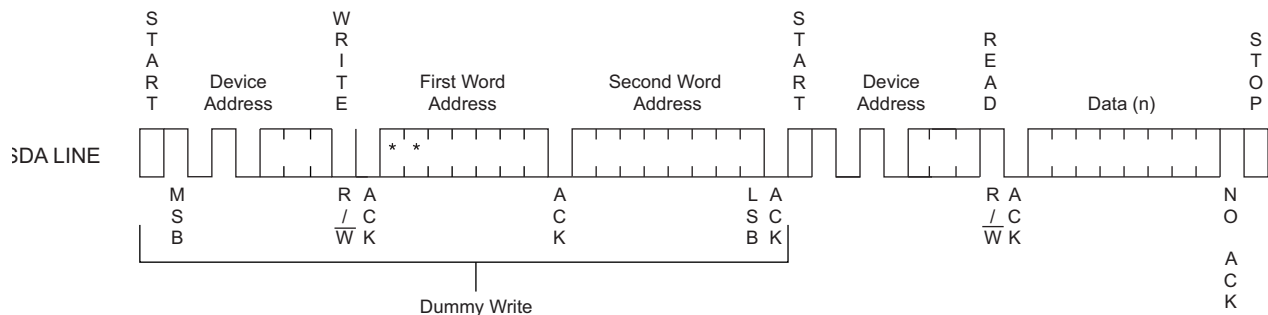 START
WRITE
START
READ
STOP
Device
Address
First Word
Address
Second Word
Address
Device
Address
Data (n)
SDA LINE
* *
MSB
R/W
ACK
ACK
LSB
ACK
R/W
ACK
NO ACK
Dummy Write